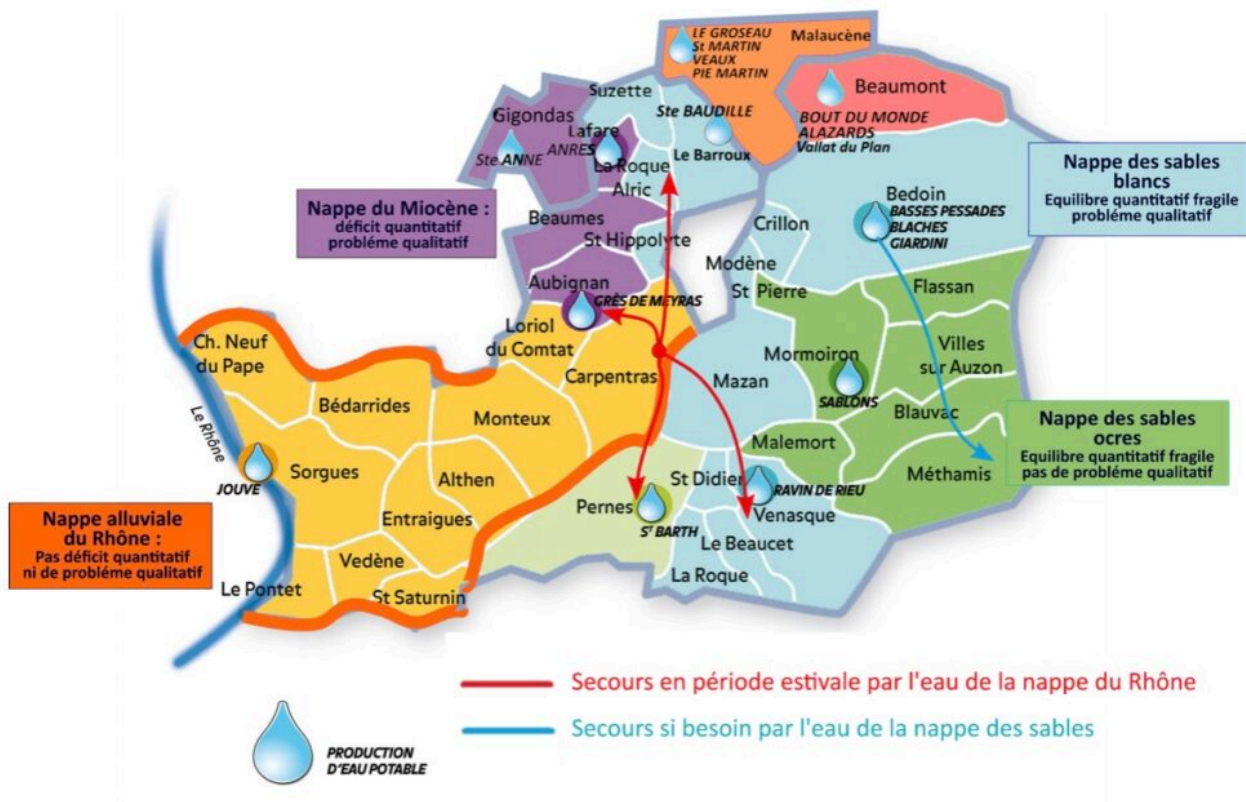 LE GROSEAU
St MARTIN
VEAUX
PIE MARTIN
Malaucène
Beaumont
BOUT DU MONDE
ALAZARDS
Vallat du Plan
Suzette
Ste BAUDILLE
Gigondas
Ste ANNE
Lafare
ANRES
Le Barroux
La Roque
Alric
Nappe des sables
blancs
Equilibre quantitatif fragile
probléme qualitatif
Bedoin
BASSES PESSADES
BLACHES
GIARDINI
Nappe du Miocène :
déficit quantitatif
probléme qualitatif
Beaumes
St Hippolyte
Crillon
Modène
St Pierre
Aubignan
GRÈS DE MEYRAS
Flassan
Loriol
du Comtat
Ch. Neuf
du Pape
Carpentras
Mazan
Mormoiron
SABLONS
Villes
sur Auzon
Bédarrides
Monteux
Blauvac
Nappe des sables
ocres
Equilibre quantitatif fragile
pas de probléme qualitatif
Le Rhône
Malemort
Sorgues
JOUVE
Althen
St Didier
RAVIN DE RIEU
Méthamis
Pernes
ST BARTH
Venasque
Nappe alluviale
du Rhône :
Pas déficit quantitatif
ni de probléme qualitatif
Entraigues
Le Beaucet
Vedène
La Roque
Le Pontet
St Saturnin
Secours en période estivale par l'eau de la nappe du Rhône
Secours si besoin par l'eau de la nappe des sables
PRODUCTION
D'EAU POTABLE